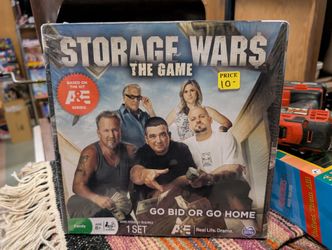 STORAGE WAR$
THE GAME
PRICE
10-
BASED ON
THE HIT
A&E
SERIES
GO BID OR GO HOME
Family
1 SET
A&E
Real Life. Drama.